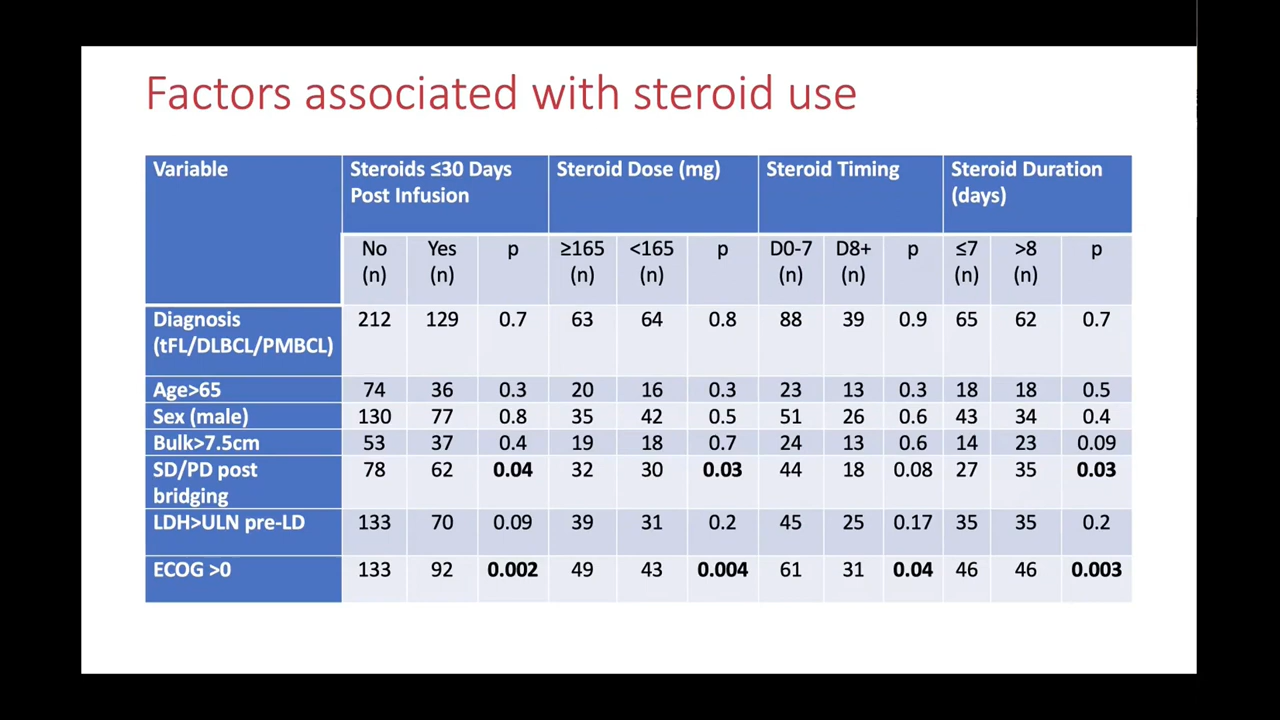 Factors associated with steroid use
Variable Steroids ≤30 Days Post Infusion Steroid Dose (mg) Steroid Timing Steroid Duration (days)
No (n) Yes (n) p ≥165 (n) <165 (n) p D0-7 (n) D8+ (n) p ≤7 (n) >8 (n) p
Diagnosis (tFL/DLBCL/PMBCL) 212 129 0.7 63 64 0.8 88 39 0.9 65 62 0.7
Age>65 74 36 0.3 20 16 0.3 23 13 0.3 18 18 0.5
Sex (male) 130 77 0.8 35 42 0.5 51 26 0.6 43 34 0.4
Bulk>7.5cm 53 37 0.4 19 18 0.7 24 13 0.6 14 23 0.09
SD/PD post bridging 78 62 0.04 32 30 0.03 44 18 0.08 27 35 0.03
LDH>ULN pre-LD 133 70 0.09 39 31 0.2 45 25 0.17 35 35 0.2
ECOG >0 133 92 0.002 49 43 0.004 61 31 0.04 46 46 0.003